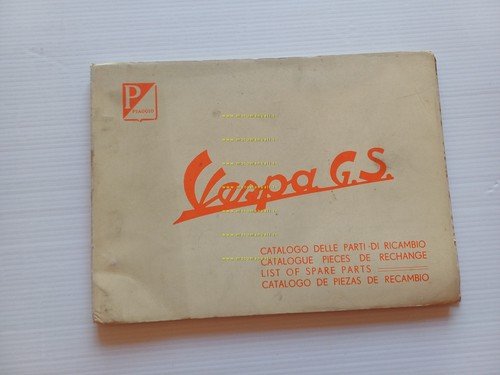 P
PIAGGIO
Vespa G.S.
CATALOGO DELLE PARTI DI RICAMBIO
CATALOGUE PIECES DE RECHANGE
LIST OF SPARE PARTS
CATALOGO DE PIEZAS DE RECAMBIO